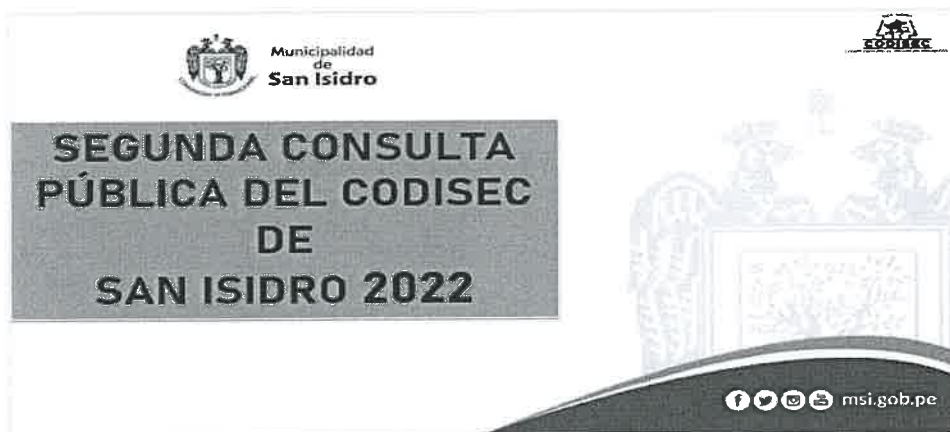 Municipalidad
de
San Isidro
CODISEC
SEGUNDA CONSULTA
PÚBLICA DEL CODISEC
DE
SAN ISIDRO 2022
msi.gob.pe